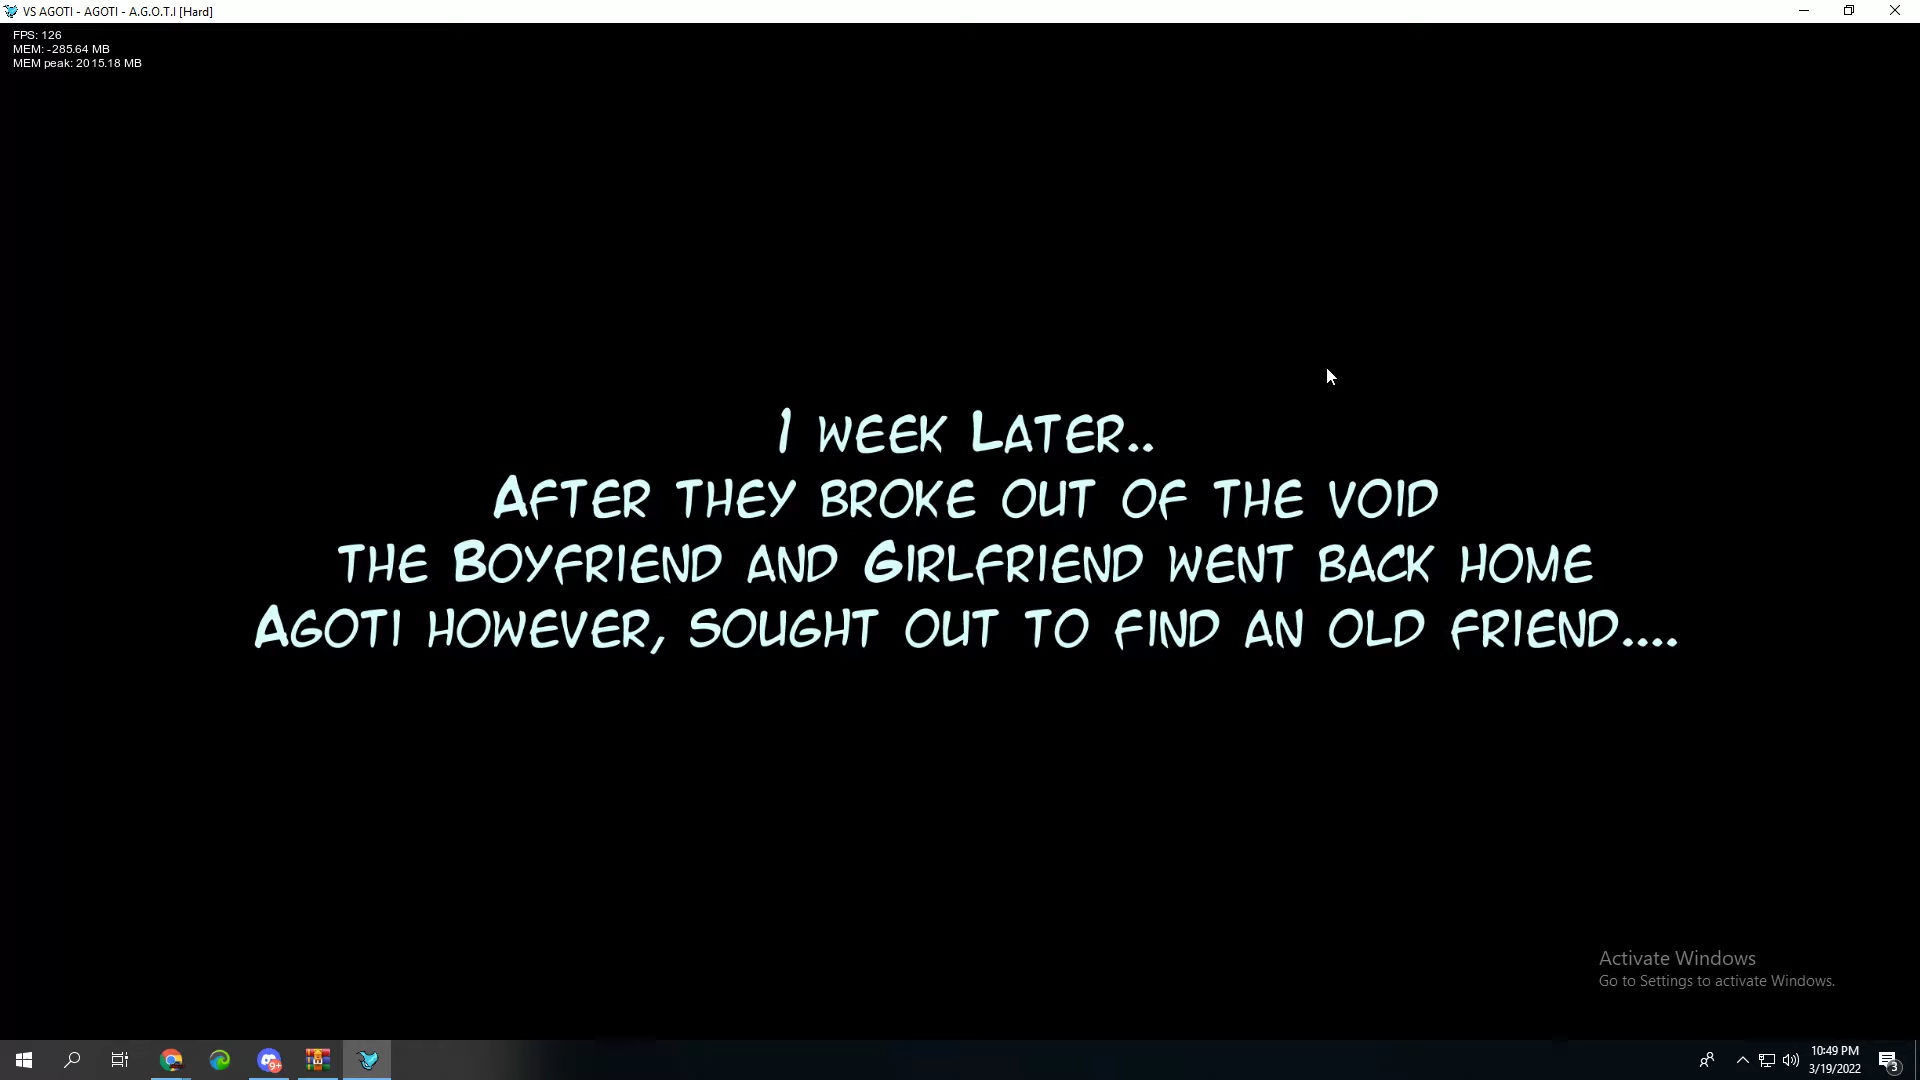 VS AGOTI - AGOTI - A.G.O.T.I [Hard]
FPS: 126
MEM: -285.64 MB
MEM peak: 2015.18 MB
1 week Later..
After they broke out of the void
the Boyfriend and Girlfriend went back home
Agoti however, sought out to find an old friend....
Activate Windows
Go to Settings to activate Windows.
9+
10:49 PM
3/19/2022
3